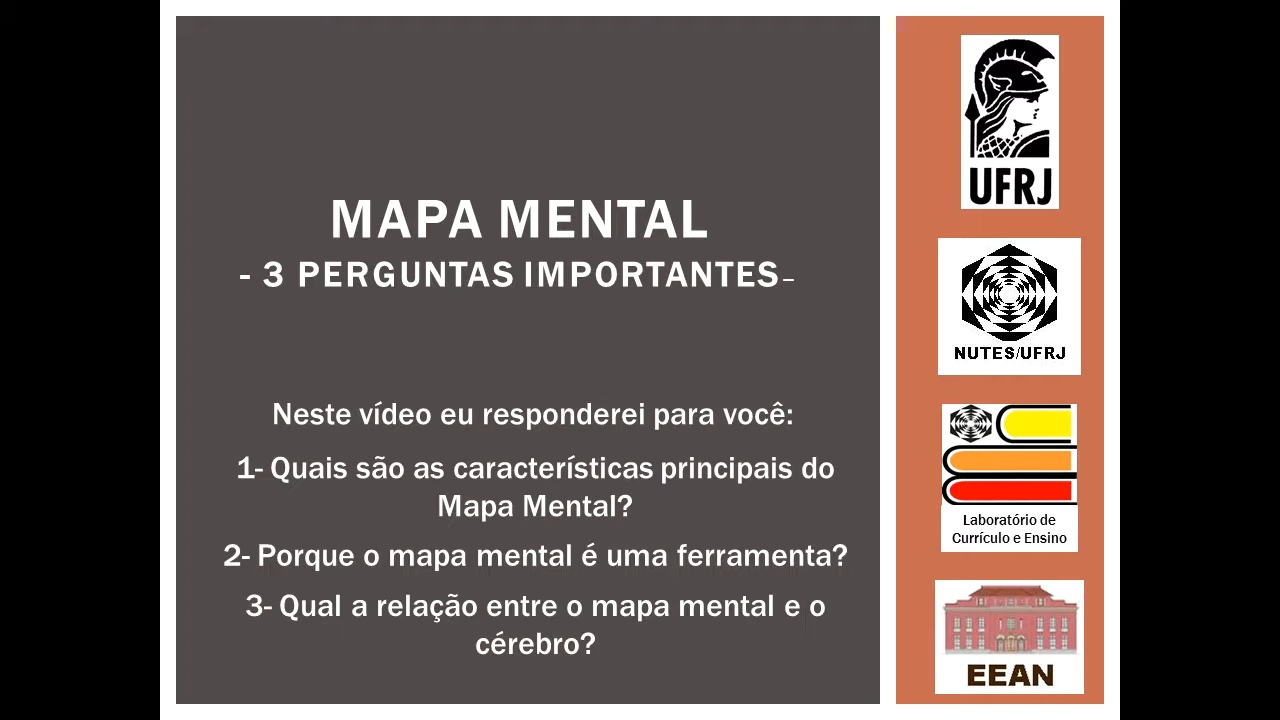 MAPA MENTAL
- 3 PERGUNTAS IMPORTANTES –
Neste vídeo eu responderei para você:
1- Quais são as características principais do
Mapa Mental?
2- Porque o mapa mental é uma ferramenta?
3- Qual a relação entre o mapa mental e o
cérebro?
UFRJ
NUTES/UFRJ
Laboratório de
Currículo e Ensino
EEAN